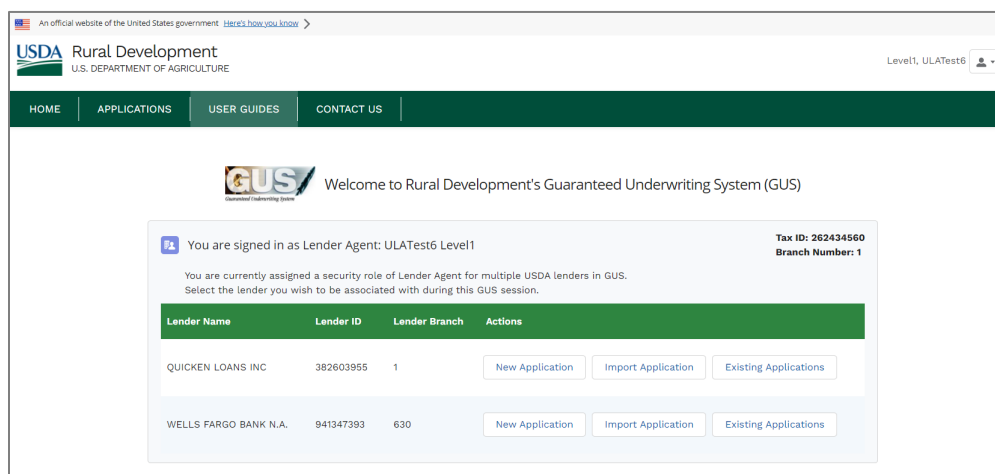 An official website of the United States government Here's how you know
USDA Rural Development
U.S. DEPARTMENT OF AGRICULTURE
Level1, ULATest6
HOME APPLICATIONS USER GUIDES CONTACT US
GUS
Guaranteed Underwriting System
Welcome to Rural Development's Guaranteed Underwriting System (GUS)
You are signed in as Lender Agent: ULATest6 Level1
Tax ID: 262434560
Branch Number: 1
You are currently assigned a security role of Lender Agent for multiple USDA lenders in GUS.
Select the lender you wish to be associated with during this GUS session.
Lender Name Lender ID Lender Branch Actions
QUICKEN LOANS INC 382603955 1 New Application Import Application Existing Applications
WELLS FARGO BANK N.A. 941347393 630 New Application Import Application Existing Applications